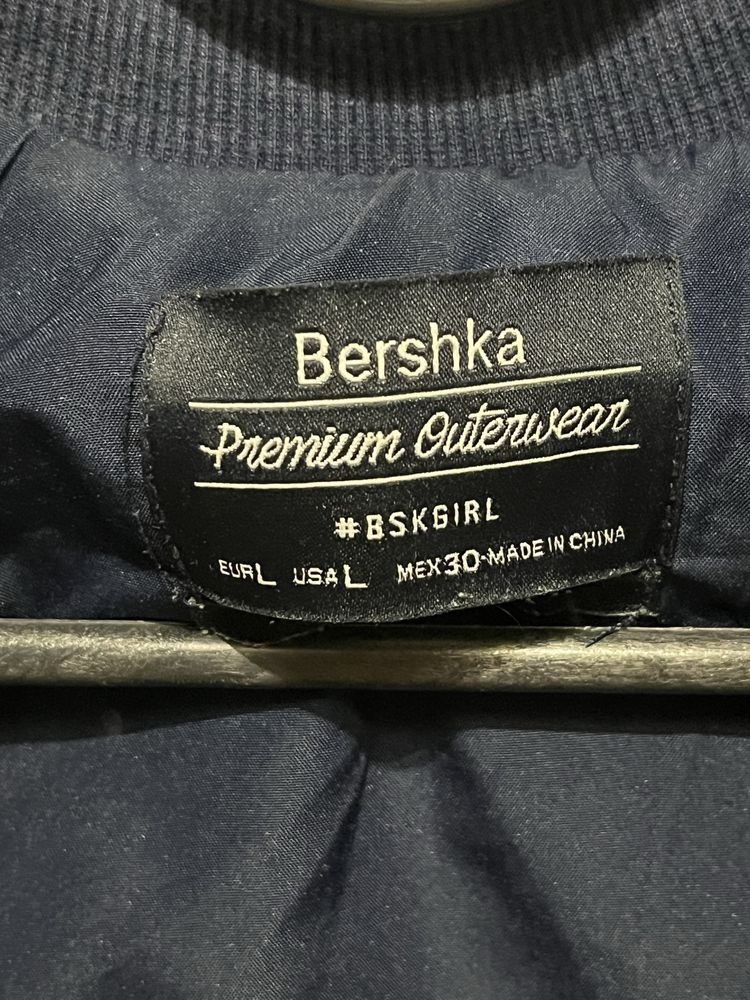 Bershka
Premium Outerwear
#BSKGIRL
EUR L USA L MEX 30-MADE IN CHINA